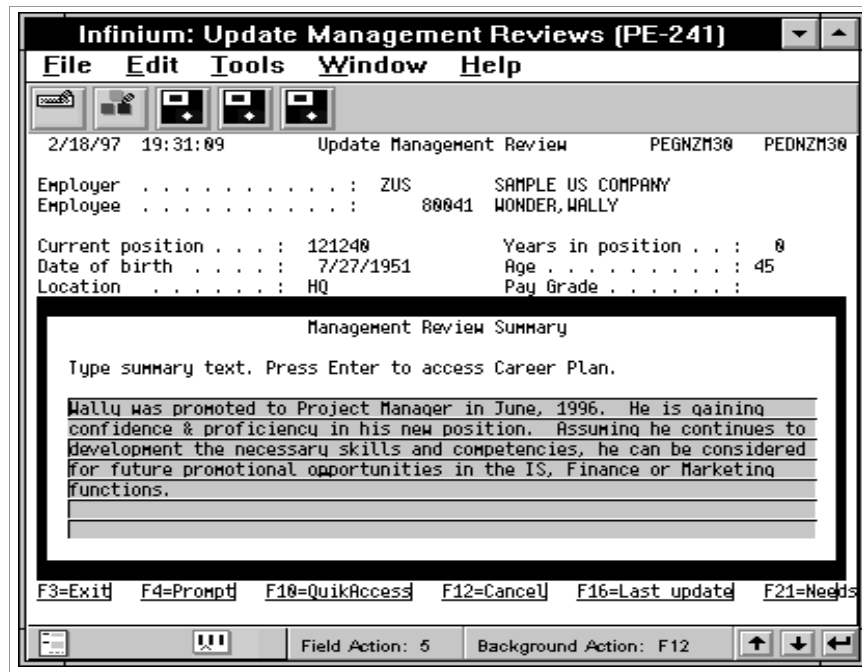 Infinium: Update Management Reviews (PE-241)
File Edit Tools Window Help
2/18/97 19:31:09 Update Management Review PEGNZM30 PEDNZM30
Employer . . . . . . . . . . . : ZUS SAMPLE US COMPANY
Employee . . . . . . . . . . . : 80041 WONDER,WALLY
Current position . . . : 121240 Years in position . . : 0
Date of birth . . . . : 7/27/1951 Age . . . . . . . . . : 45
Location . . . . . . : HQ Pay Grade . . . . . . :
Management Review Summary
Type summary text. Press Enter to access Career Plan.
Wally was promoted to Project Manager in June, 1996. He is gaining
confidence & proficiency in his new position. Assuming he continues to
development the necessary skills and competencies, he can be considered
for future promotional opportunities in the IS, Finance or Marketing
functions.
F3=Exit F4=Prompt F10=QuikAccess F12=Cancel F16=Last update F21=Needs
Field Action: 5 Background Action: F12